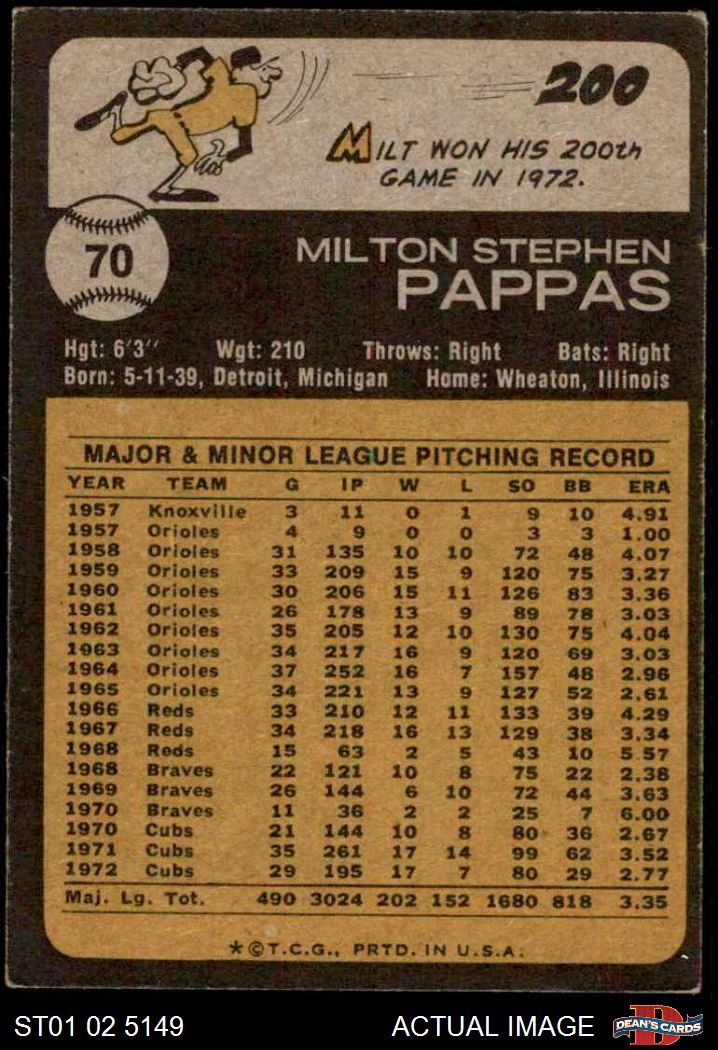 200
MILT WON HIS 200th
GAME IN 1972.
70
MILTON STEPHEN
PAPPAS
Hgt: 6'3'' Wgt: 210 Throws: Right Bats: Right
Born: 5-11-39, Detroit, Michigan Home: Wheaton, Illinois
MAJOR & MINOR LEAGUE PITCHING RECORD
YEAR TEAM G IP W L SO BB ERA
1957 Knoxville 3 11 0 1 9 10 4.91
1957 Orioles 4 9 0 0 3 3 1.00
1958 Orioles 31 135 10 10 72 48 4.07
1959 Orioles 33 209 15 9 120 75 3.27
1960 Orioles 30 206 15 11 126 83 3.36
1961 Orioles 26 178 13 9 89 78 3.03
1962 Orioles 35 205 12 10 130 75 4.04
1963 Orioles 34 217 16 9 120 69 3.03
1964 Orioles 37 252 16 7 157 48 2.96
1965 Orioles 34 221 13 9 127 52 2.61
1966 Reds 33 210 12 11 133 39 4.29
1967 Reds 34 218 16 13 129 38 3.34
1968 Reds 15 63 2 5 43 10 5.57
1968 Braves 22 121 10 8 75 22 2.38
1969 Braves 26 144 6 10 72 44 3.63
1970 Braves 11 36 2 2 25 7 6.00
1970 Cubs 21 144 10 8 80 36 2.67
1971 Cubs 35 261 17 14 99 62 3.52
1972 Cubs 29 195 17 7 80 29 2.77
Maj. Lg. Tot. 490 3024 202 152 1680 818 3.35
*©T.C.G., PRTD. IN U.S.A.
ST01 02 5149 ACTUAL IMAGE
DEAN'S CARDS